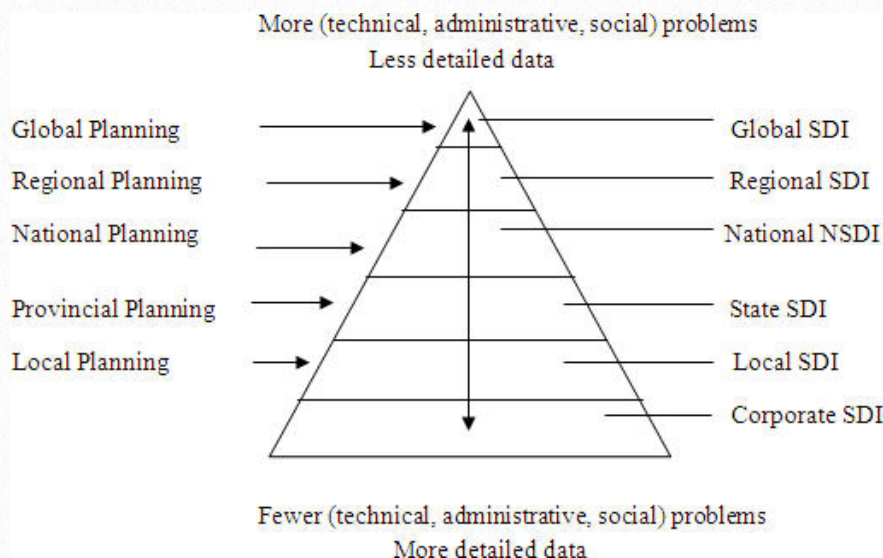 More (technical, administrative, social) problems
Less detailed data
Global Planning
Global SDI
Regional Planning
Regional SDI
National Planning
National NSDI
Provincial Planning
State SDI
Local Planning
Local SDI
Corporate SDI
Fewer (technical, administrative, social) problems
More detailed data